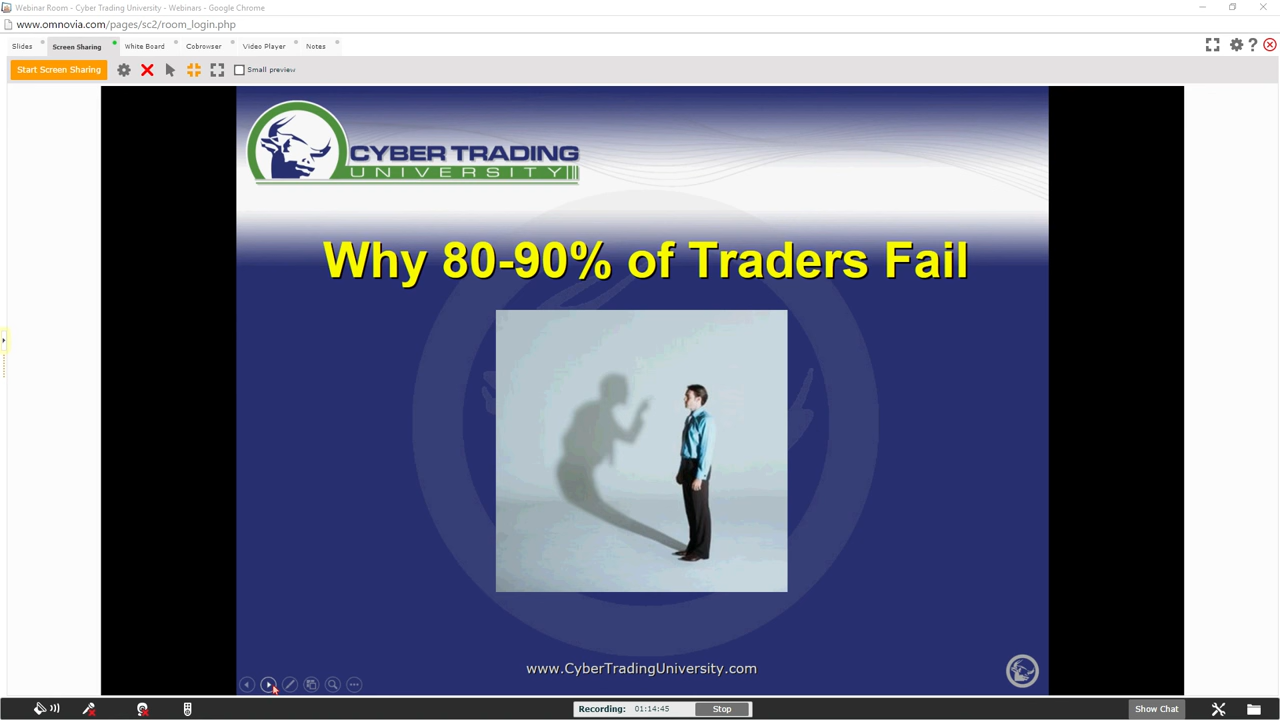 Webinar Room - Cyber Trading University - Webinars - Google Chrome
www.omnovia.com/pages/sc2/room_login.php
Slides Screen Sharing White Board Cobrowser Video Player Notes
Start Screen Sharing Small preview
CYBER TRADING
UNIVERSITY
Why 80-90% of Traders Fail
www.CyberTradingUniversity.com
Recording: 01:14:45 Stop Show Chat